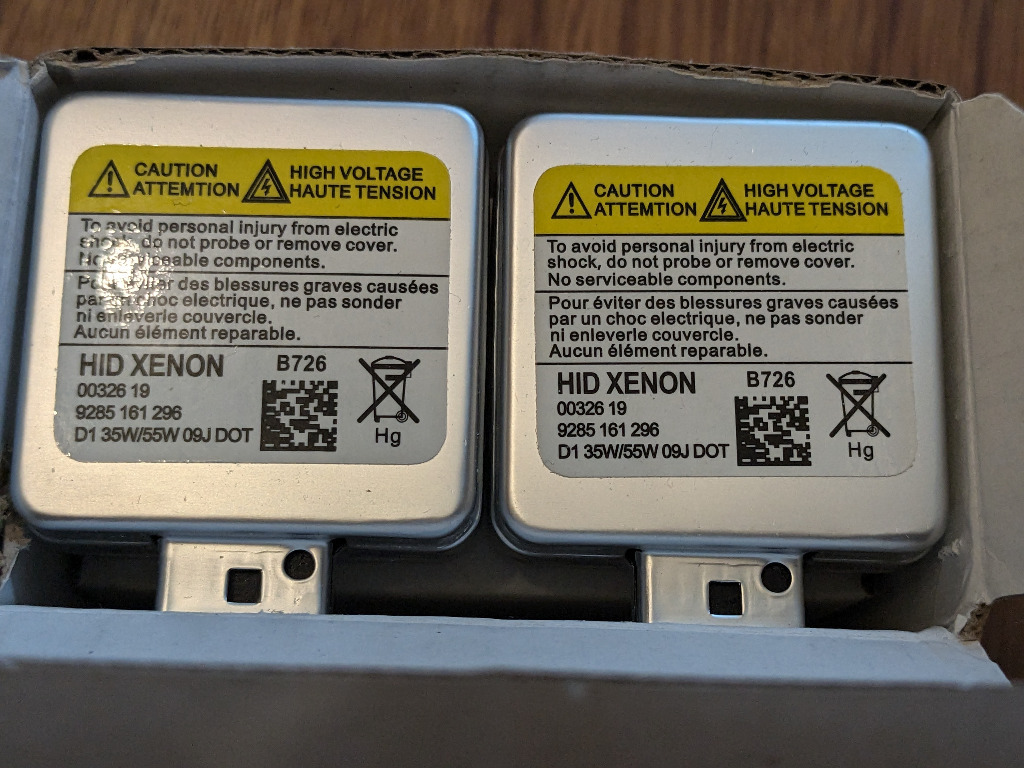 CAUTION
ATTEMTION
HIGH VOLTAGE
HAUTE TENSION
To avoid personal injury from electric
shock, do not probe or remove cover.
No serviceable components.
Pour éviter des blessures graves causées
par un choc electrique, ne pas sonder
ni enleverle couvercle.
Aucun élément reparable.
HID XENON
B726
00326 19
9285 161 296
D1 35W/55W 09J DOT
Hg
CAUTION
ATTEMTION
HIGH VOLTAGE
HAUTE TENSION
To avoid personal injury from electric
shock, do not probe or remove cover.
No serviceable components.
Pour éviter des blessures graves causées
par un choc electrique, ne pas sonder
ni enleverle couvercle.
Aucun élément reparable.
HID XENON
B726
00326 19
9285 161 296
D1 35W/55W 09J DOT
Hg